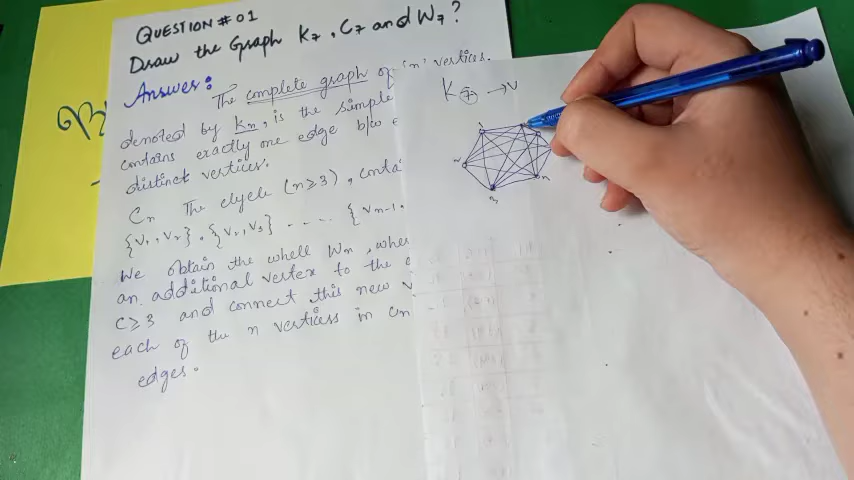 QUESTION # 01
Draw the Graph K7, C7 and W7?
Answer:
The complete graph of 'n' vertices.
denoted by Kn, is the simple
contains exactly one edge b/w
distinct vertices.
Cn The clycle (n≥3), conta
{v1, v2}, {v2, v3} ..... {vn-1,
We obtain the whell Wn, whe
an additional vertex to the
C≥3 and connect this new v
each of the n verticess in Cn
edges.
K7 → V